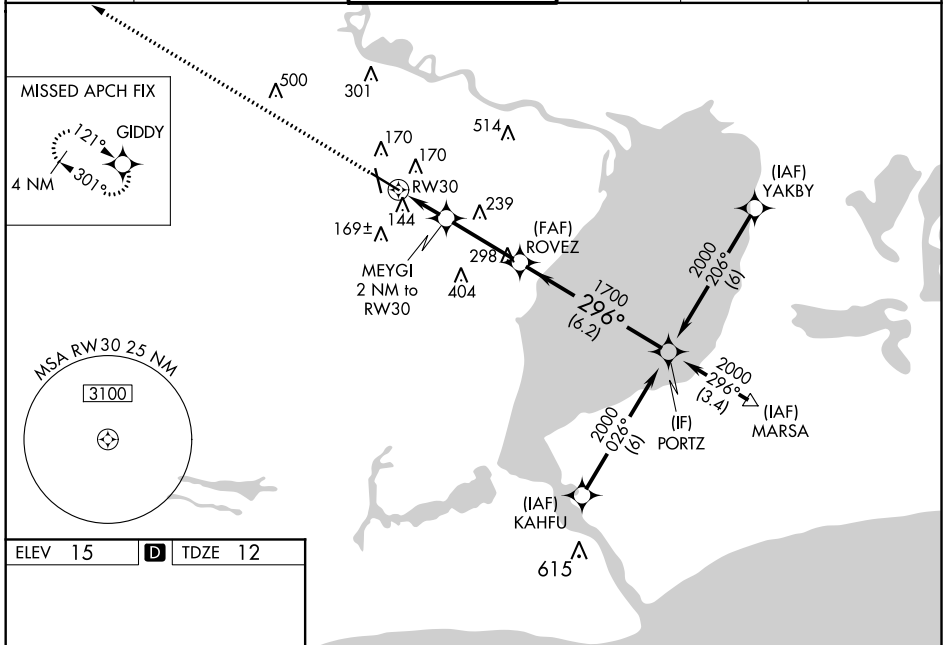 500
301
MISSED APCH FIX
GIDDY
121°
301°
4 NM
170
170
514
RW30
144
239
169±
(IAF)
YAKBY
(FAF)
ROVEZ
298
MEYGI
2 NM to
RW30
404
2000
206°
(6)
1700
296°
(6.2)
MSA RW30 25 NM
3100
2000
296°
(3.4)
(IAF)
MARSA
(IF)
PORTZ
2000
026°
(6)
(IAF)
KAHFU
615
ELEV 15 D TDZE 12